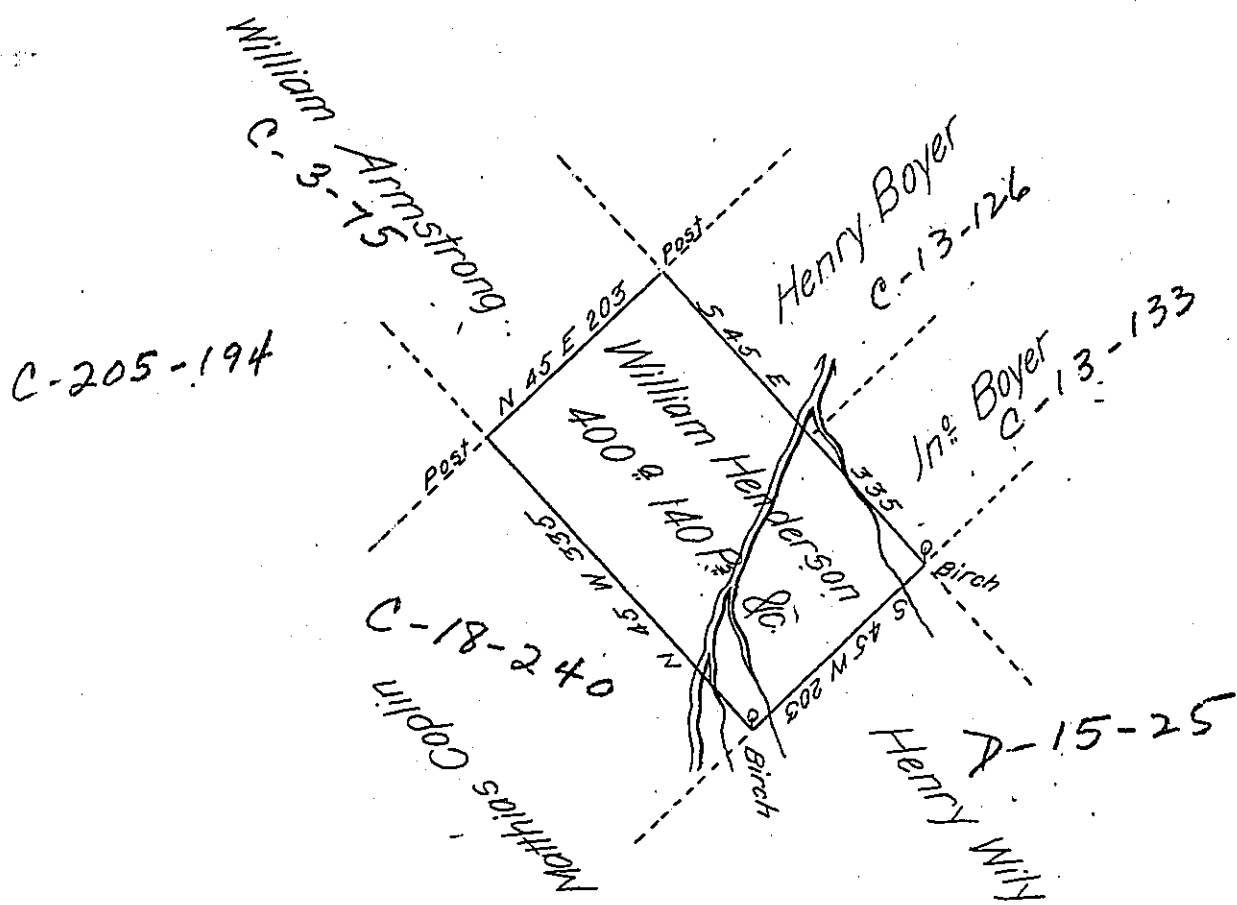 William Armstrong
C-3-75
C-205-194
Post
N 45 E 203
Post
S 45 E 335
Henry Boyer
C-13-126
Jnº Boyer
C-13-133
William Henderson
400 a 140 Ps
&c.
Birch
S 45 W 203
Birch
N 45 W 335
C-18-240
Matthias Coplin
D-15-25
Henry Wily